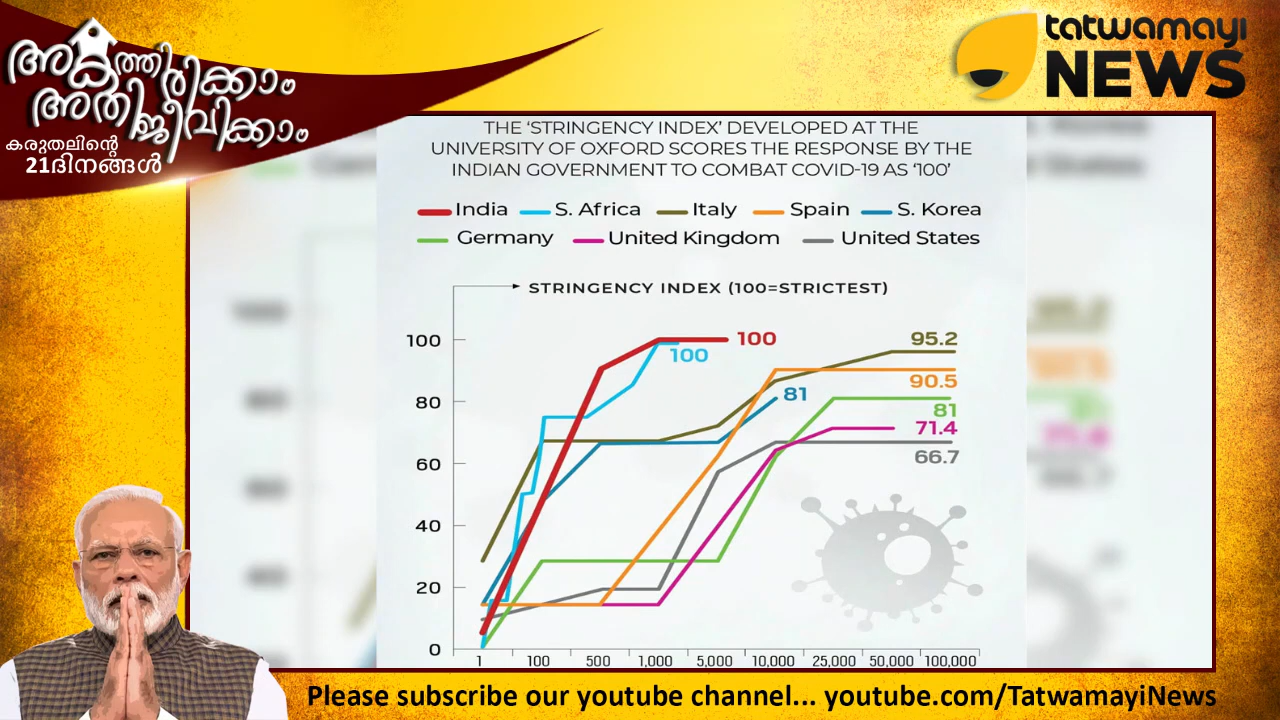 അകത്തിരിക്കാം
അതിജീവിക്കാം
കരുതലിന്റെ
21ദിനങ്ങൾ
tatwamayi
NEWS
THE ‘STRINGENCY INDEX’ DEVELOPED AT THE
UNIVERSITY OF OXFORD SCORES THE RESPONSE BY THE
INDIAN GOVERNMENT TO COMBAT COVID-19 AS ‘100’
India S. Africa Italy Spain S. Korea
Germany United Kingdom United States
STRINGENCY INDEX (100=STRICTEST)
100
80
60
40
20
0
100
100
95.2
90.5
81
81
71.4
66.7
1 100 500 1,000 5,000 10,000 25,000 50,000 100,000
Please subscribe our youtube channel... youtube.com/TatwamayiNews